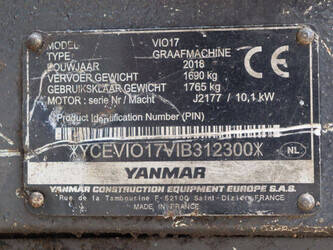 MODEL VIO17
TYPE: GRAAFMACHINE
BOUWJAAR 2018
VERVOER GEWICHT 1690 kg
GEBRUIKSKLAAR GEWICHT 1765 kg
MOTOR : serie Nr / Macht J2177 / 10,1 kW
CE
Product Identification Number (PIN)
XYCEVIO17VIB312300X
NL
YANMAR
YANMAR CONSTRUCTION EQUIPMENT EUROPE S.A.S.
Rue de la Tambourine F-52100 Saint-Dizier FRANCE
MADE IN FRANCE